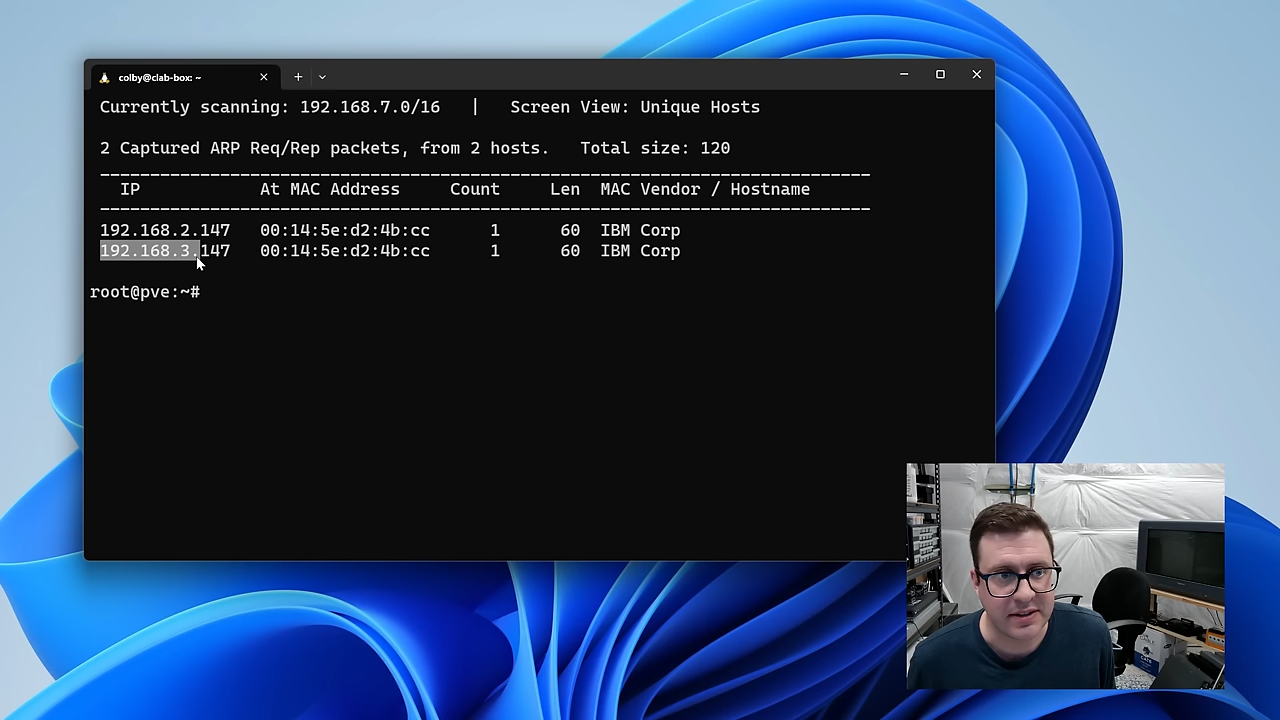 colby@clab-box: ~
Currently scanning: 192.168.7.0/16 | Screen View: Unique Hosts
2 Captured ARP Req/Rep packets, from 2 hosts. Total size: 120
_____________________________________________________________________________
IP At MAC Address Count Len MAC Vendor / Hostname
-----------------------------------------------------------------------------
192.168.2.147 00:14:5e:d2:4b:cc 1 60 IBM Corp
192.168.3.147 00:14:5e:d2:4b:cc 1 60 IBM Corp
root@pve:~#